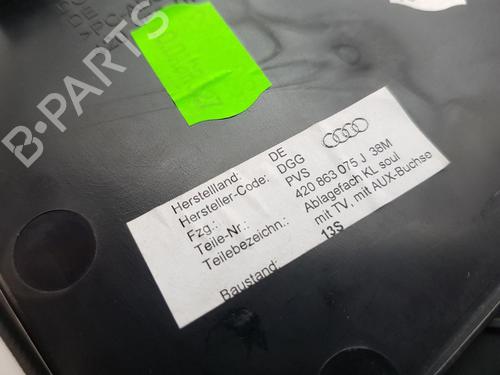 B-PARTS
Herstellland: DE
Hersteller-Code: DGG
Fzg.: PVS
Teile-Nr.: 420 863 075 J 38M
Teilebezeichn.: Ablagefach KL soul
mit TV, mit AUX-Buchse
Baustand: 13S